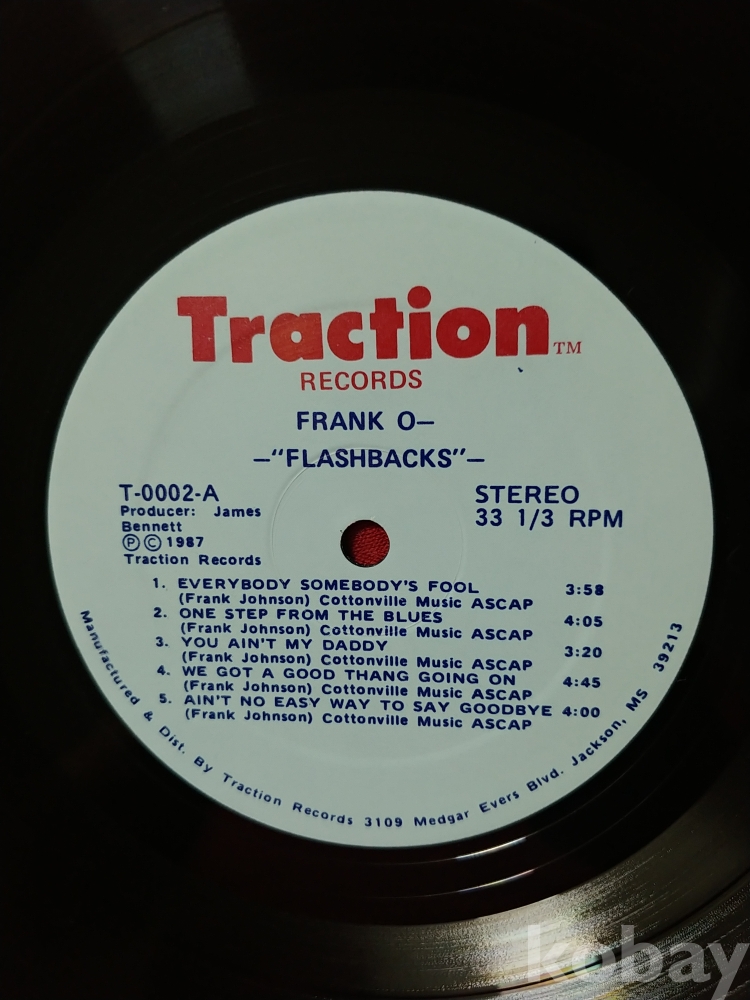 Traction TM
RECORDS
FRANK O—
—“FLASHBACKS”—
T-0002-A
Producer: James
Bennett
Ⓟ © 1987
Traction Records
STEREO
33 1/3 RPM
1. EVERYBODY SOMEBODY'S FOOL 3:58
(Frank Johnson) Cottonville Music ASCAP
2. ONE STEP FROM THE BLUES 4:05
(Frank Johnson) Cottonville Music ASCAP
3. YOU AIN'T MY DADDY 3:20
(Frank Johnson) Cottonville Music ASCAP
4. WE GOT A GOOD THANG GOING ON 4:45
(Frank Johnson) Cottonville Music ASCAP
5. AIN'T NO EASY WAY TO SAY GOODBYE 4:00
(Frank Johnson) Cottonville Music ASCAP
Manufactured & Dist. By Traction Records 3109 Medgar Evers Blvd. Jackson, MS 39213
kobay